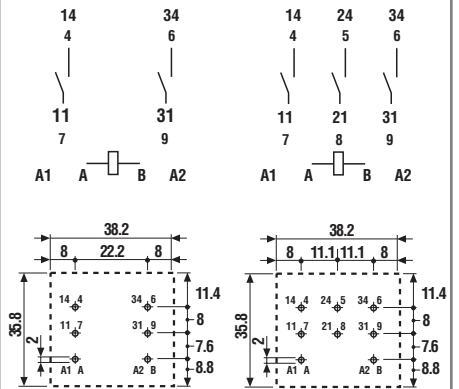 14 34
4 6
11 31
7 9
A1 A B A2
14 24 34
4 5 6
11 21 31
7 8 9
A1 A B A2
38.2
8 22.2 8
35.8
2
14 4 34 6
11 7 31 9
A1 A A2 B
11.4
8
7.6
8.8
38.2
8 11.1 11.1 8
35.8
2
14 4 24 5 34 6
11 7 21 8 31 9
A1 A A2 B
11.4
8
7.6
8.8